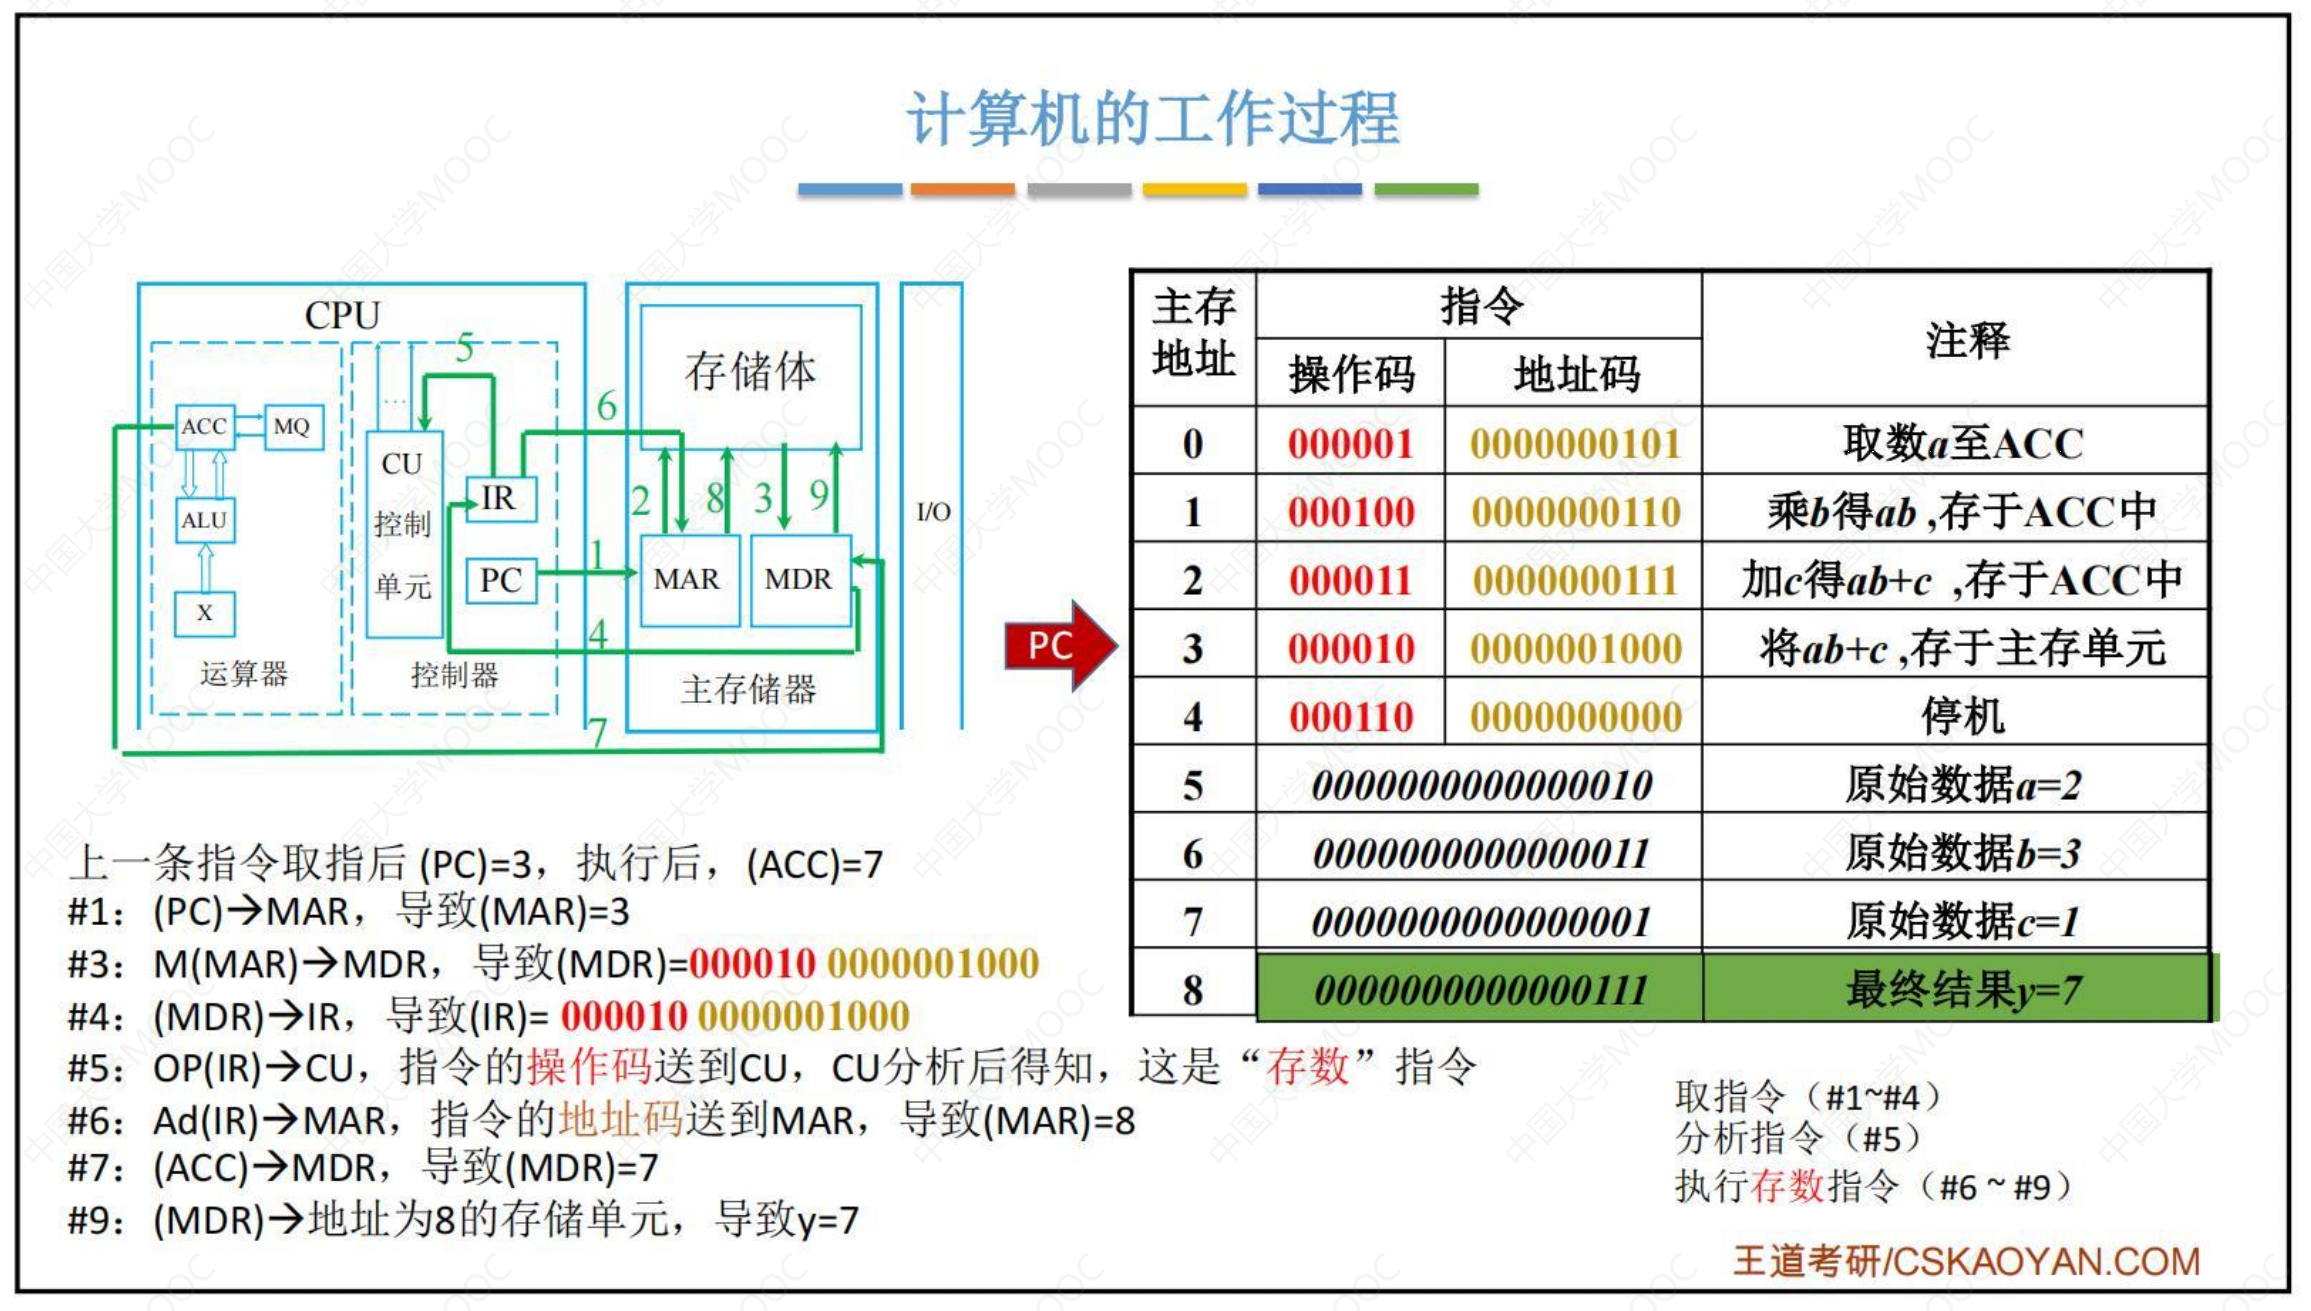 计算机的工作过程
CPU
5
6
ACC
MQ
...
CU
控制
单元
ALU
X
IR
PC
运算器
控制器
存储体
2
8
3
9
1
MAR
MDR
4
主存储器
7
I/O
PC
主存地址 指令 注释
操作码 地址码
0 000001 0000000101 取数a至ACC
1 000100 0000000110 乘b得ab ,存于ACC中
2 000011 0000000111 加c得ab+c ,存于ACC中
3 000010 0000001000 将ab+c ,存于主存单元
4 000110 0000000000 停机
5 0000000000000010 原始数据a=2
6 0000000000000011 原始数据b=3
7 0000000000000001 原始数据c=1
8 0000000000000111 最终结果y=7
上一条指令取指后 (PC)=3，执行后，(ACC)=7
#1：(PC)→MAR，导致(MAR)=3
#3：M(MAR)→MDR，导致(MDR)=000010 0000001000
#4：(MDR)→IR，导致(IR)= 000010 0000001000
#5：OP(IR)→CU，指令的操作码送到CU，CU分析后得知，这是“存数”指令
#6：Ad(IR)→MAR，指令的地址码送到MAR，导致(MAR)=8
#7：(ACC)→MDR，导致(MDR)=7
#9：(MDR)→地址为8的存储单元，导致y=7
取指令（#1~#4）
分析指令（#5）
执行存数指令（#6 ~ #9）
王道考研/CSKAOYAN.COM
中国大学MOOC